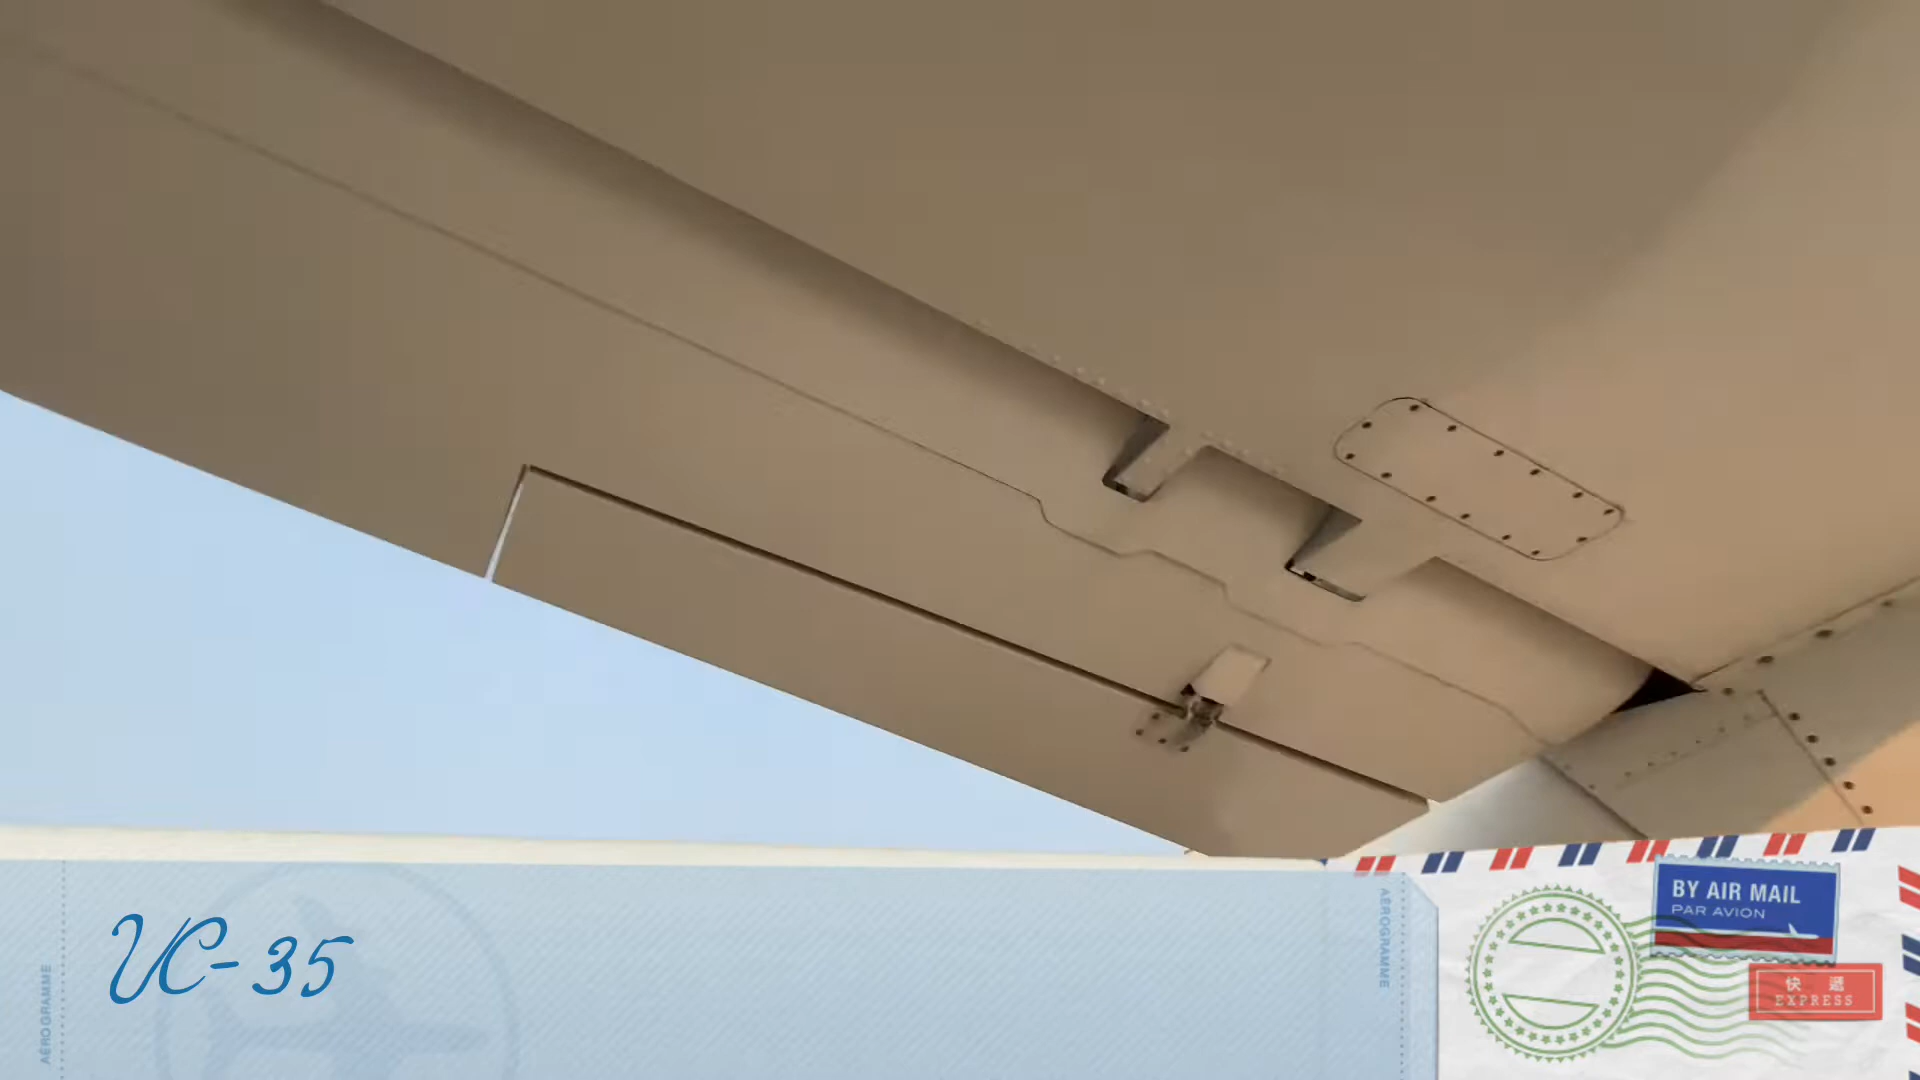 UC-35
AÉROGRAMME
AÉROGRAMME
BY AIR MAIL
PAR AVION
快遞
EXPRESS